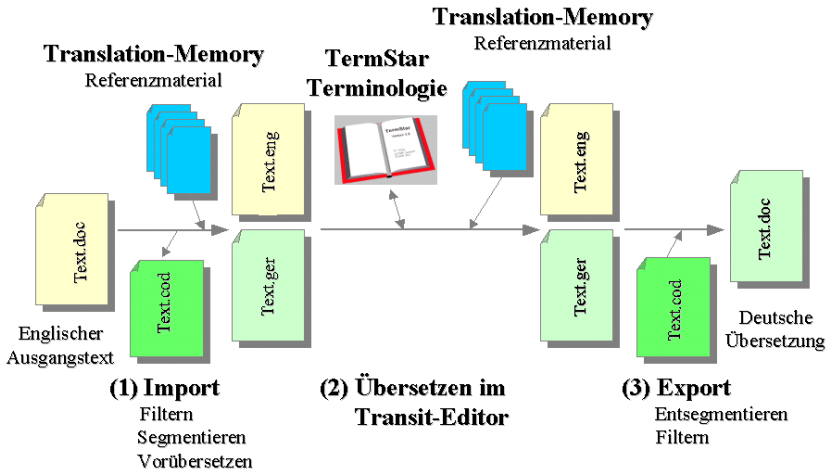 Translation-Memory
Referenzmaterial
TermStar
Terminologie
Translation-Memory
Referenzmaterial
TermStar
Text.doc
Englischer
Ausgangstext
Text.cod
Text.eng
Text.ger
Text.eng
Text.ger
Text.cod
Text.doc
Deutsche
Übersetzung
(1) Import
Filtern
Segmentieren
Vorübersetzen
(2) Übersetzen im
Transit-Editor
(3) Export
Entsegmentieren
Filtern